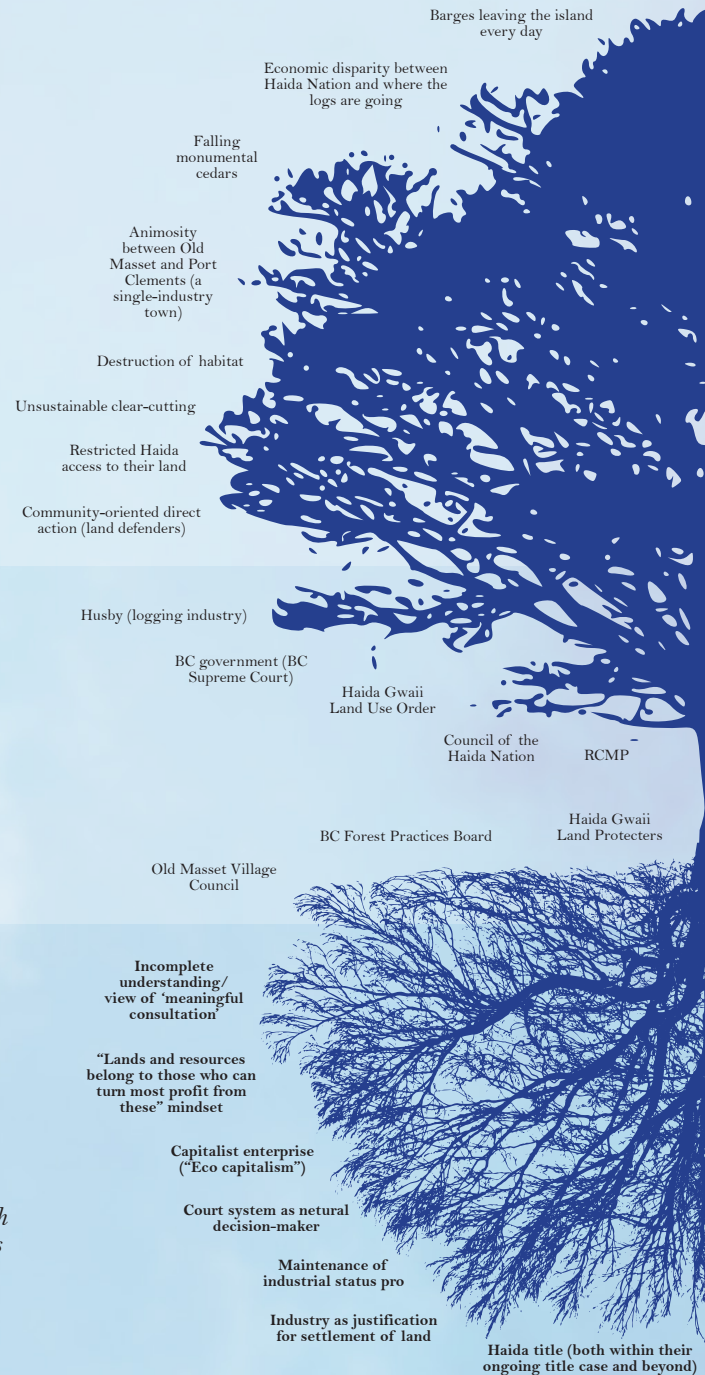 Barges leaving the island
every day
Economic disparity between
Haida Nation and where the
logs are going
Falling
monumental
cedars
Animosity
between Old
Masset and Port
Clements (a
single-industry
town)
Destruction of habitat
Unsustainable clear-cutting
Restricted Haida
access to their land
Community-oriented direct
action (land defenders)
Husby (logging industry)
BC government (BC
Supreme Court)
Haida Gwaii
Land Use Order
Council of the
Haida Nation
RCMP
Haida Gwaii
Land Protecters
BC Forest Practices Board
Old Masset Village
Council
Incomplete
understanding/
view of ‘meaningful
consultation’
“Lands and resources
belong to those who can
turn most profit from
these” mindset
Capitalist enterprise
(“Eco capitalism”)
Court system as netural
decision-maker
Maintenance of
industrial status pro
Industry as justification
for settlement of land
Haida title (both within their
ongoing title case and beyond)